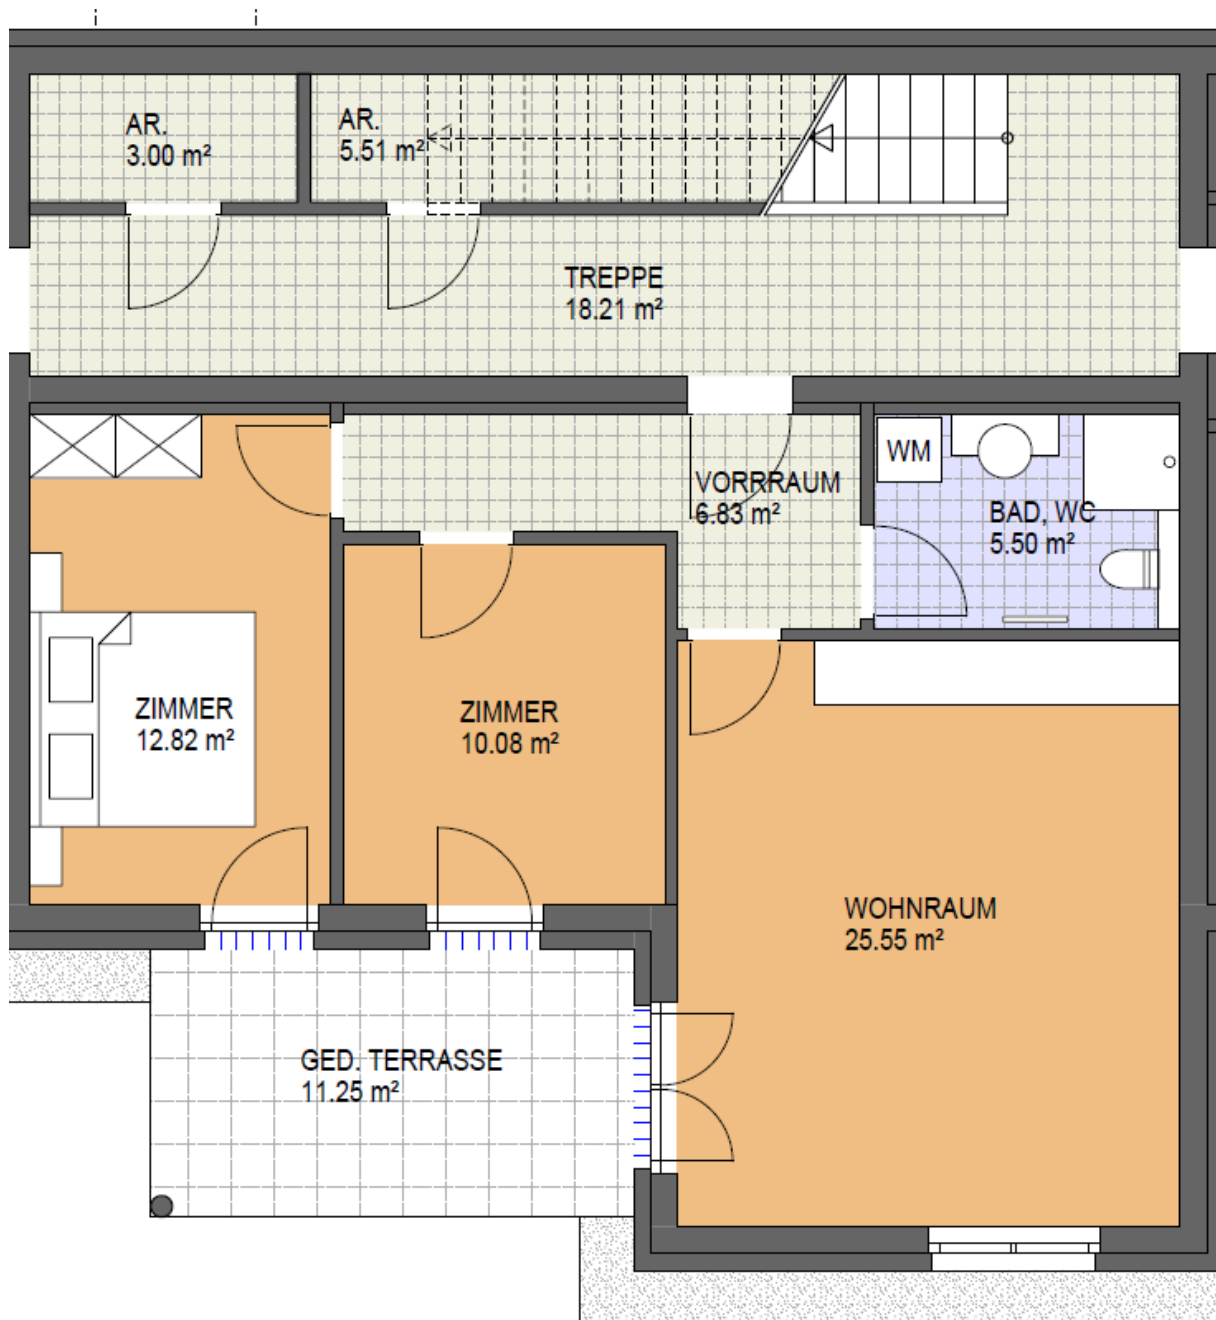 AR.
3.00 m²
AR.
5.51 m²
TREPPE
18.21 m²
VORRRAUM
6.83 m²
WM
BAD, WC
5.50 m²
ZIMMER
12.82 m²
ZIMMER
10.08 m²
WOHNRAUM
25.55 m²
GED. TERRASSE
11.25 m²